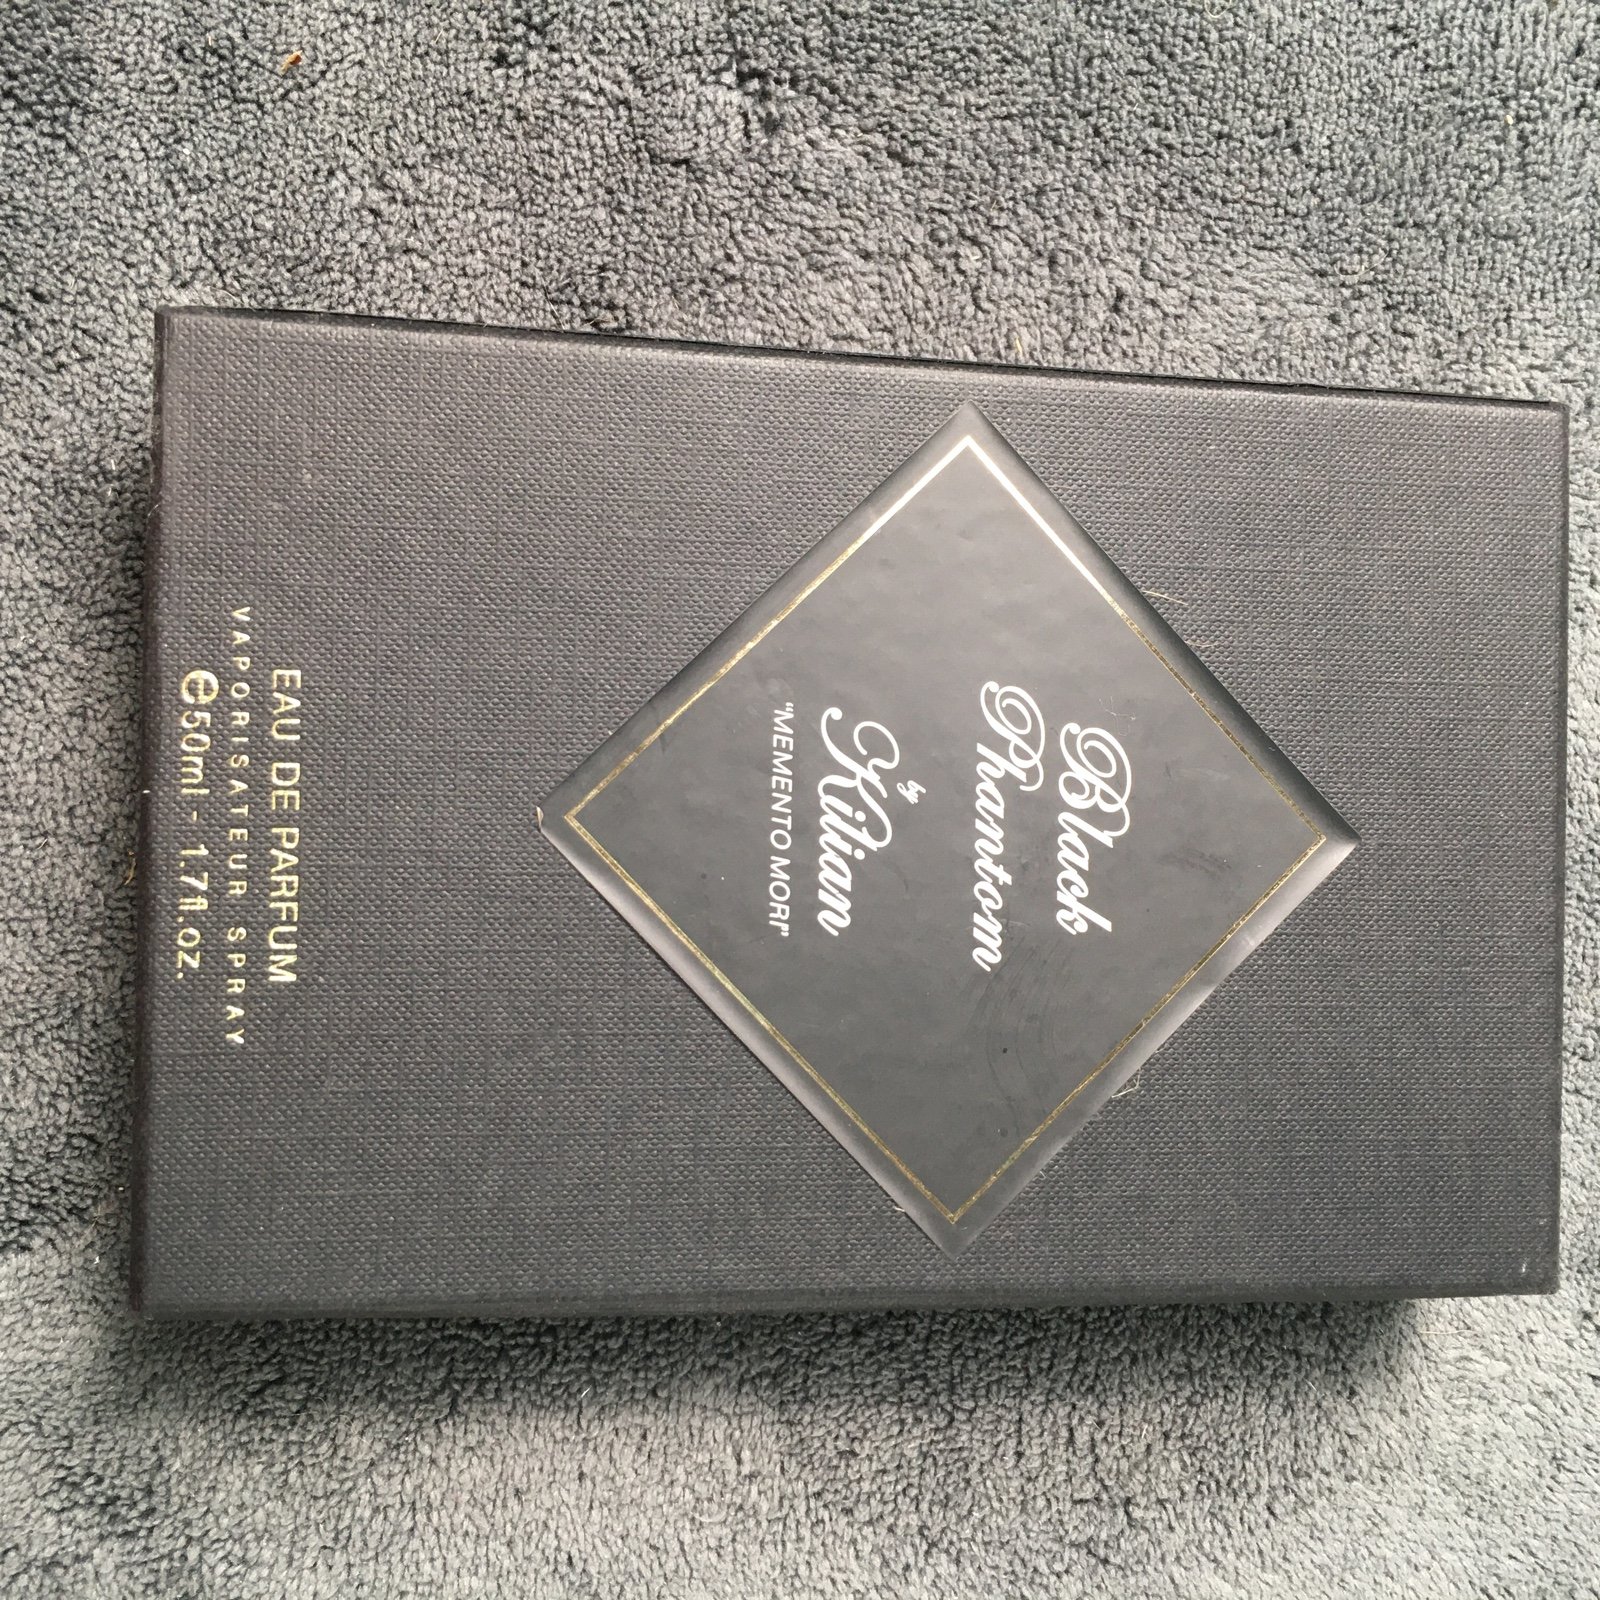 Black
Phantom
by
Kilian
"MEMENTO MORI"
EAU DE PARFUM
VAPORISATEUR SPRAY
℮50ml - 1.7fl.oz.